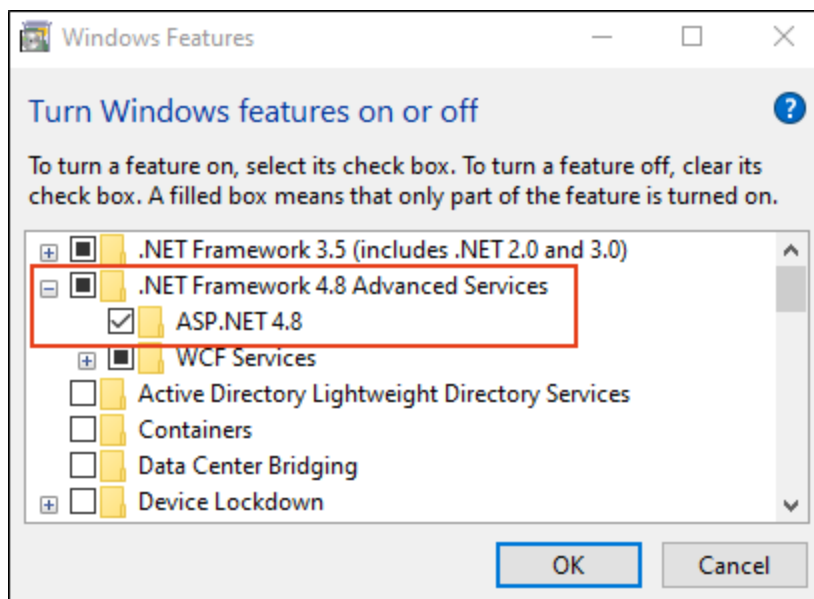 Windows Features
Turn Windows features on or off
?
To turn a feature on, select its check box. To turn a feature off, clear its
check box. A filled box means that only part of the feature is turned on.
.NET Framework 3.5 (includes .NET 2.0 and 3.0)
.NET Framework 4.8 Advanced Services
ASP.NET 4.8
WCF Services
Active Directory Lightweight Directory Services
Containers
Data Center Bridging
Device Lockdown
OK
Cancel